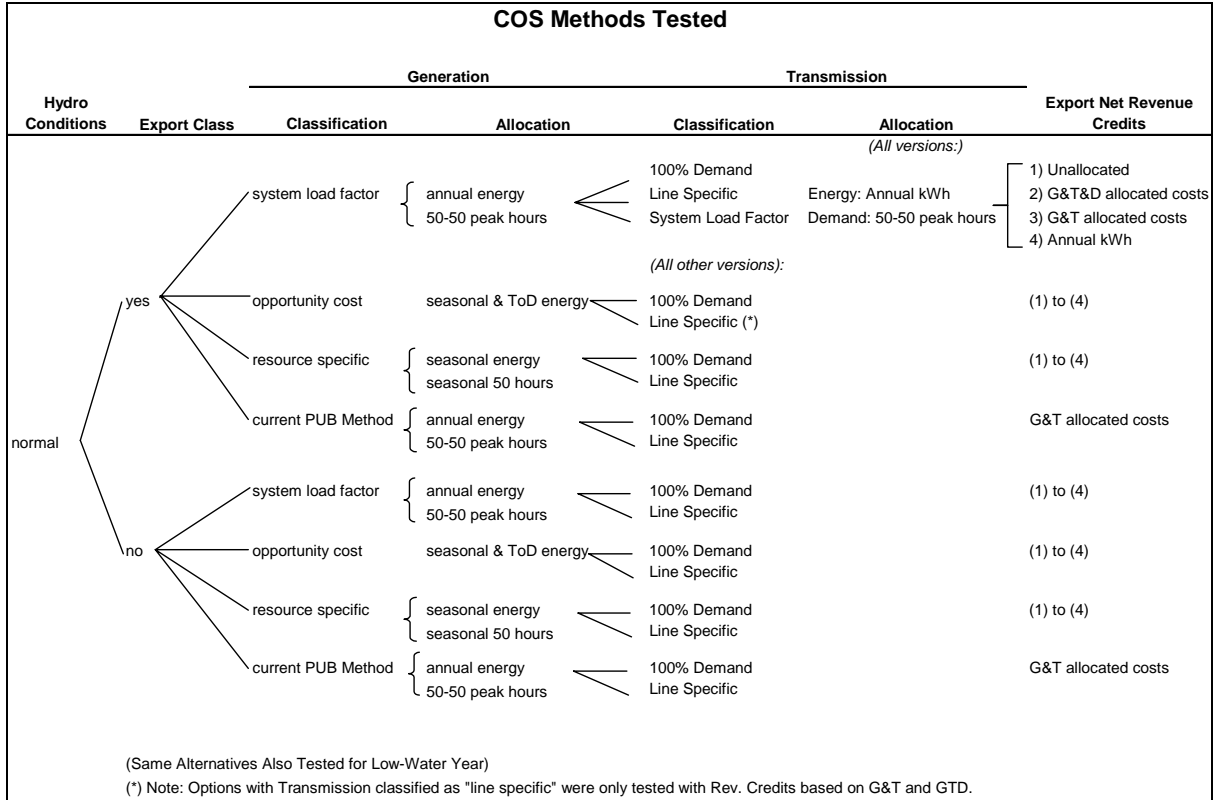 COS Methods Tested
Generation Transmission
Hydro Conditions Export Class Classification Allocation Classification Allocation Export Net Revenue Credits
(All versions:)
100% Demand 1) Unallocated
system load factor annual energy Line Specific Energy: Annual kWh 2) G&T&D allocated costs
50-50 peak hours System Load Factor Demand: 50-50 peak hours 3) G&T allocated costs
4) Annual kWh
(All other versions):
yes opportunity cost seasonal & ToD energy 100% Demand (1) to (4)
Line Specific (*)
resource specific seasonal energy 100% Demand (1) to (4)
seasonal 50 hours Line Specific
current PUB Method annual energy 100% Demand G&T allocated costs
normal 50-50 peak hours Line Specific
system load factor annual energy 100% Demand (1) to (4)
50-50 peak hours Line Specific
no opportunity cost seasonal & ToD energy 100% Demand (1) to (4)
Line Specific
resource specific seasonal energy 100% Demand (1) to (4)
seasonal 50 hours Line Specific
current PUB Method annual energy 100% Demand G&T allocated costs
50-50 peak hours Line Specific
(Same Alternatives Also Tested for Low-Water Year)
(*) Note: Options with Transmission classified as "line specific" were only tested with Rev. Credits based on G&T and GTD.